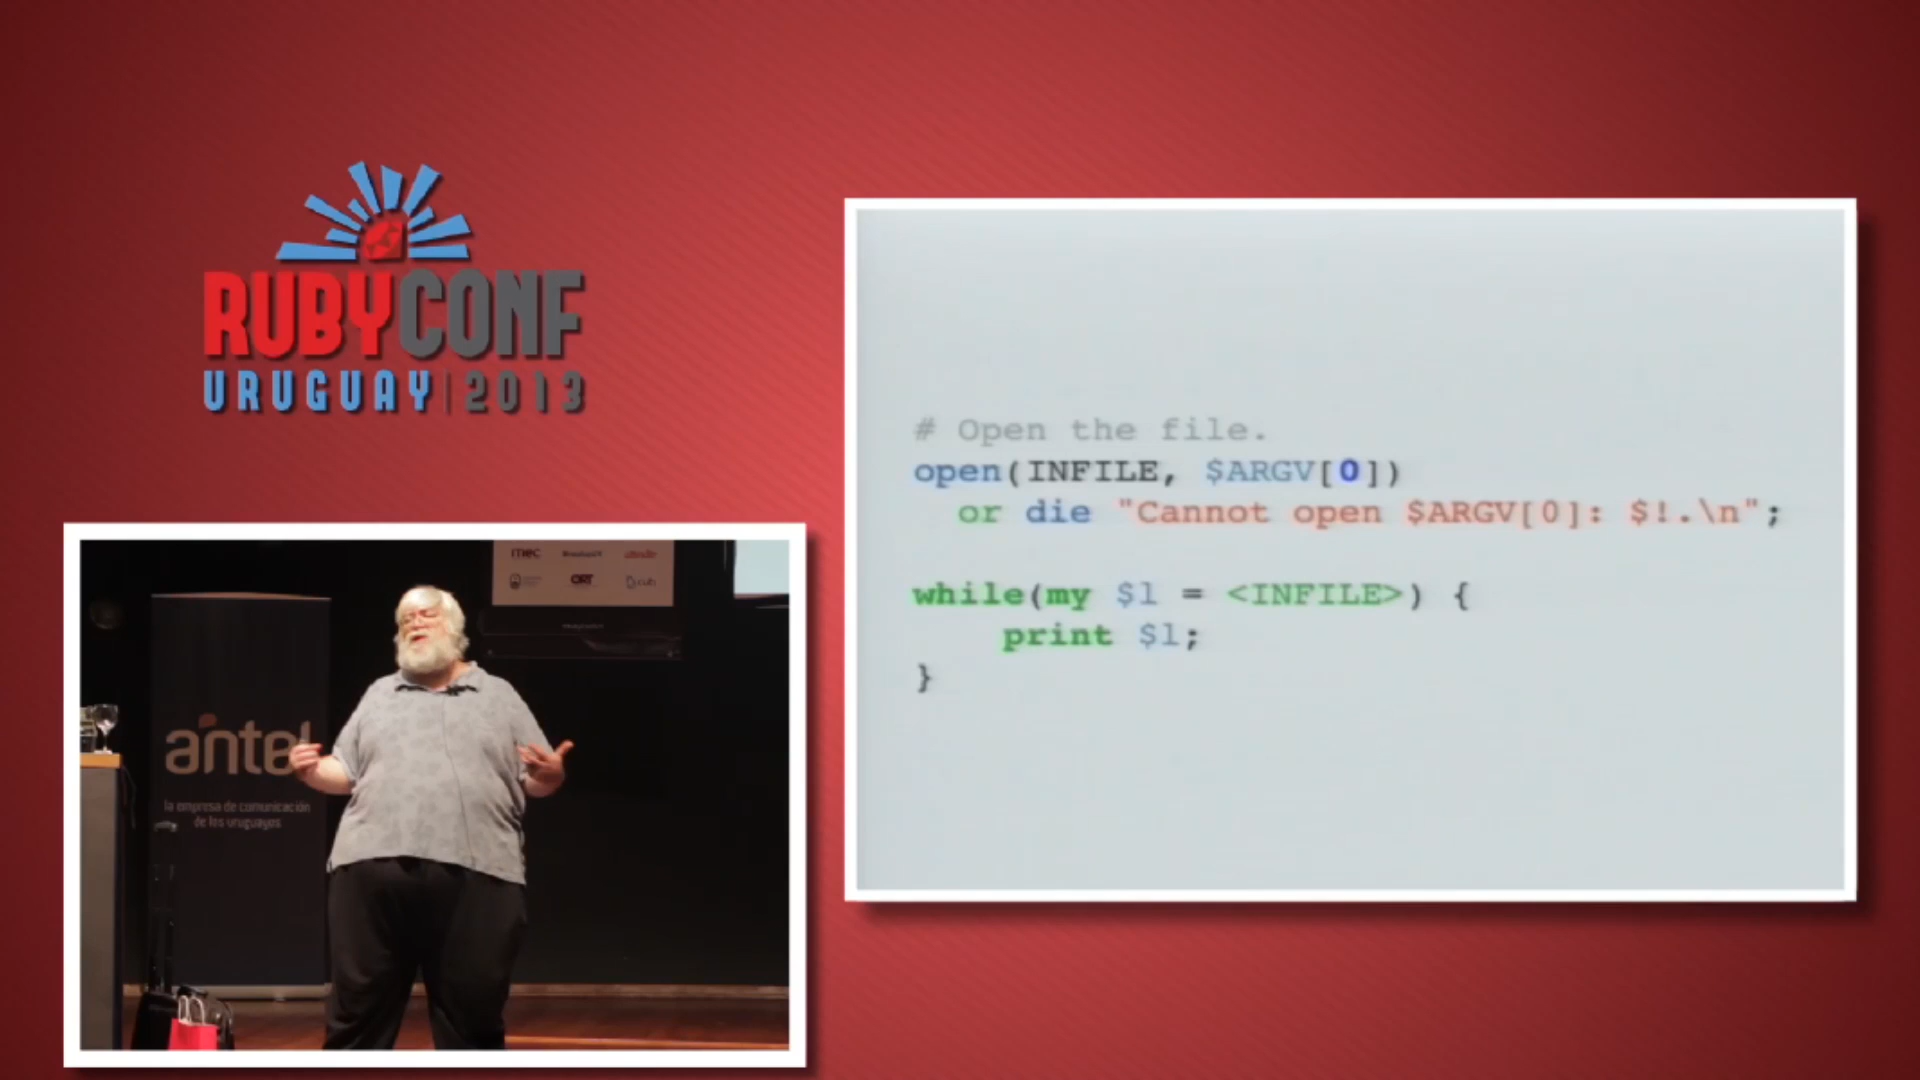 RUBYCONF
URUGUAY|2013
# Open the file.
open(INFILE, $ARGV[0])
or die "Cannot open $ARGV[0]: $!.\n";
while(my $l = <INFILE>) {
print $l;
}
mec
ORT
cubi
antel
la empresa de comunicación
de los uruguayos